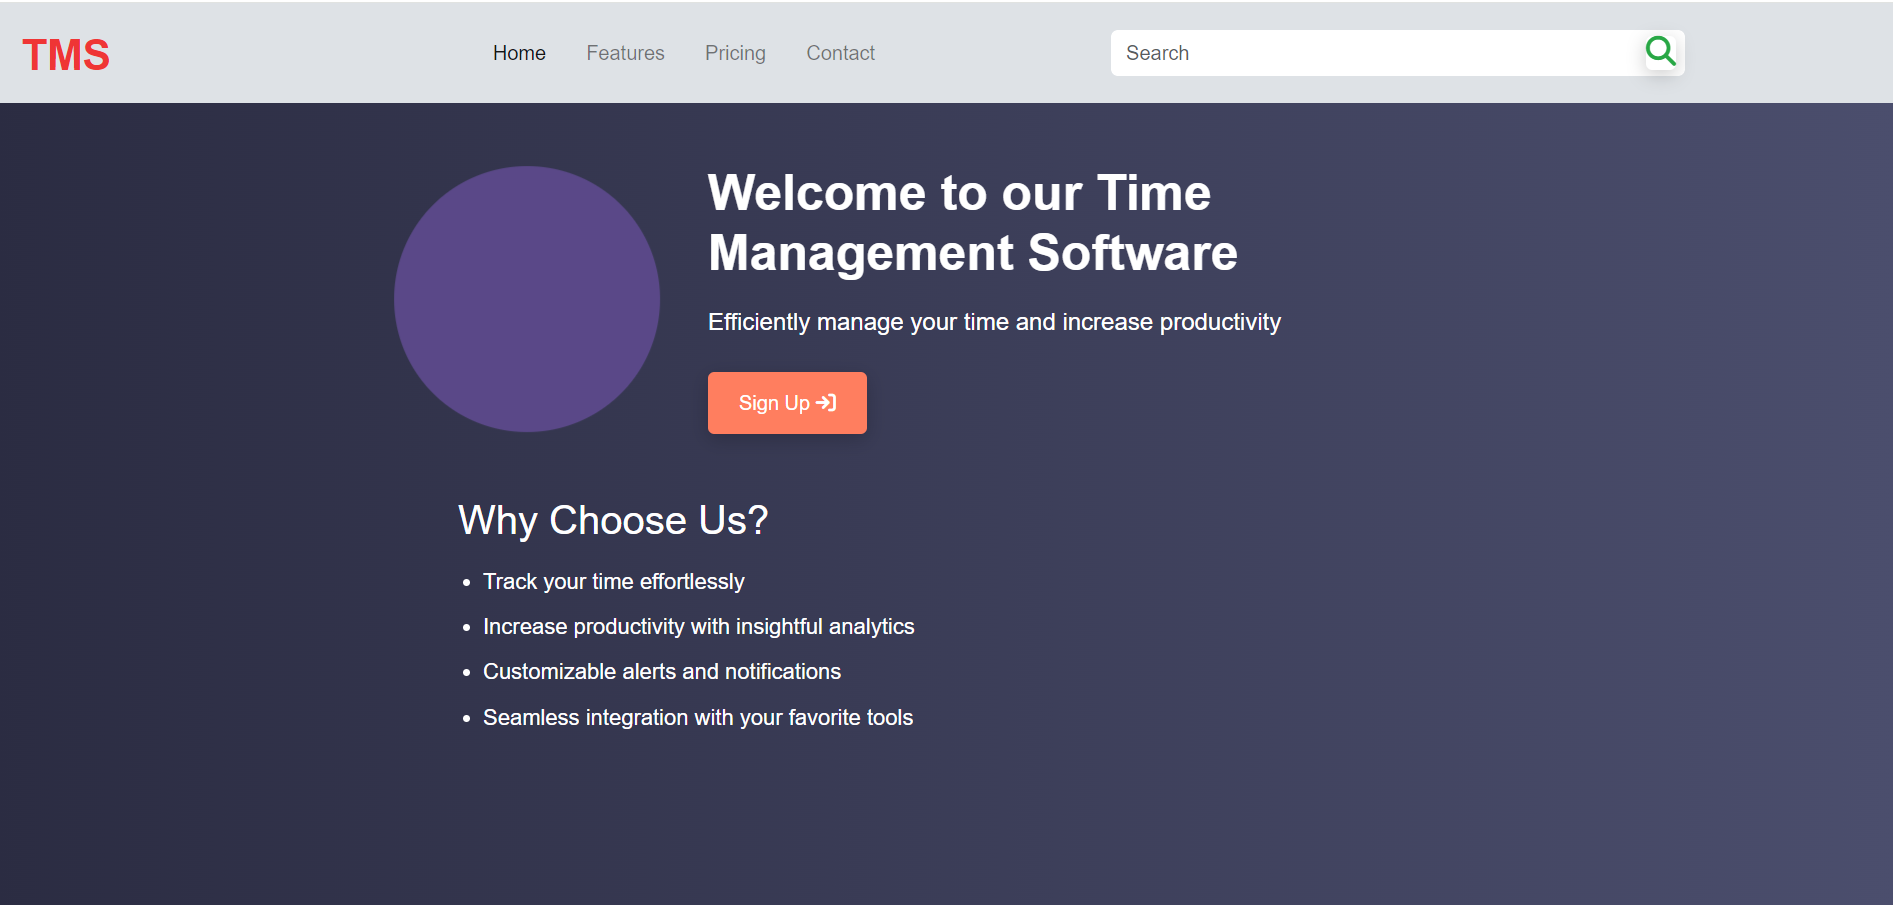 TMS
Home Features Pricing Contact
Search
Welcome to our Time
Management Software
Efficiently manage your time and increase productivity
Sign Up
Why Choose Us?
Track your time effortlessly
Increase productivity with insightful analytics
Customizable alerts and notifications
Seamless integration with your favorite tools